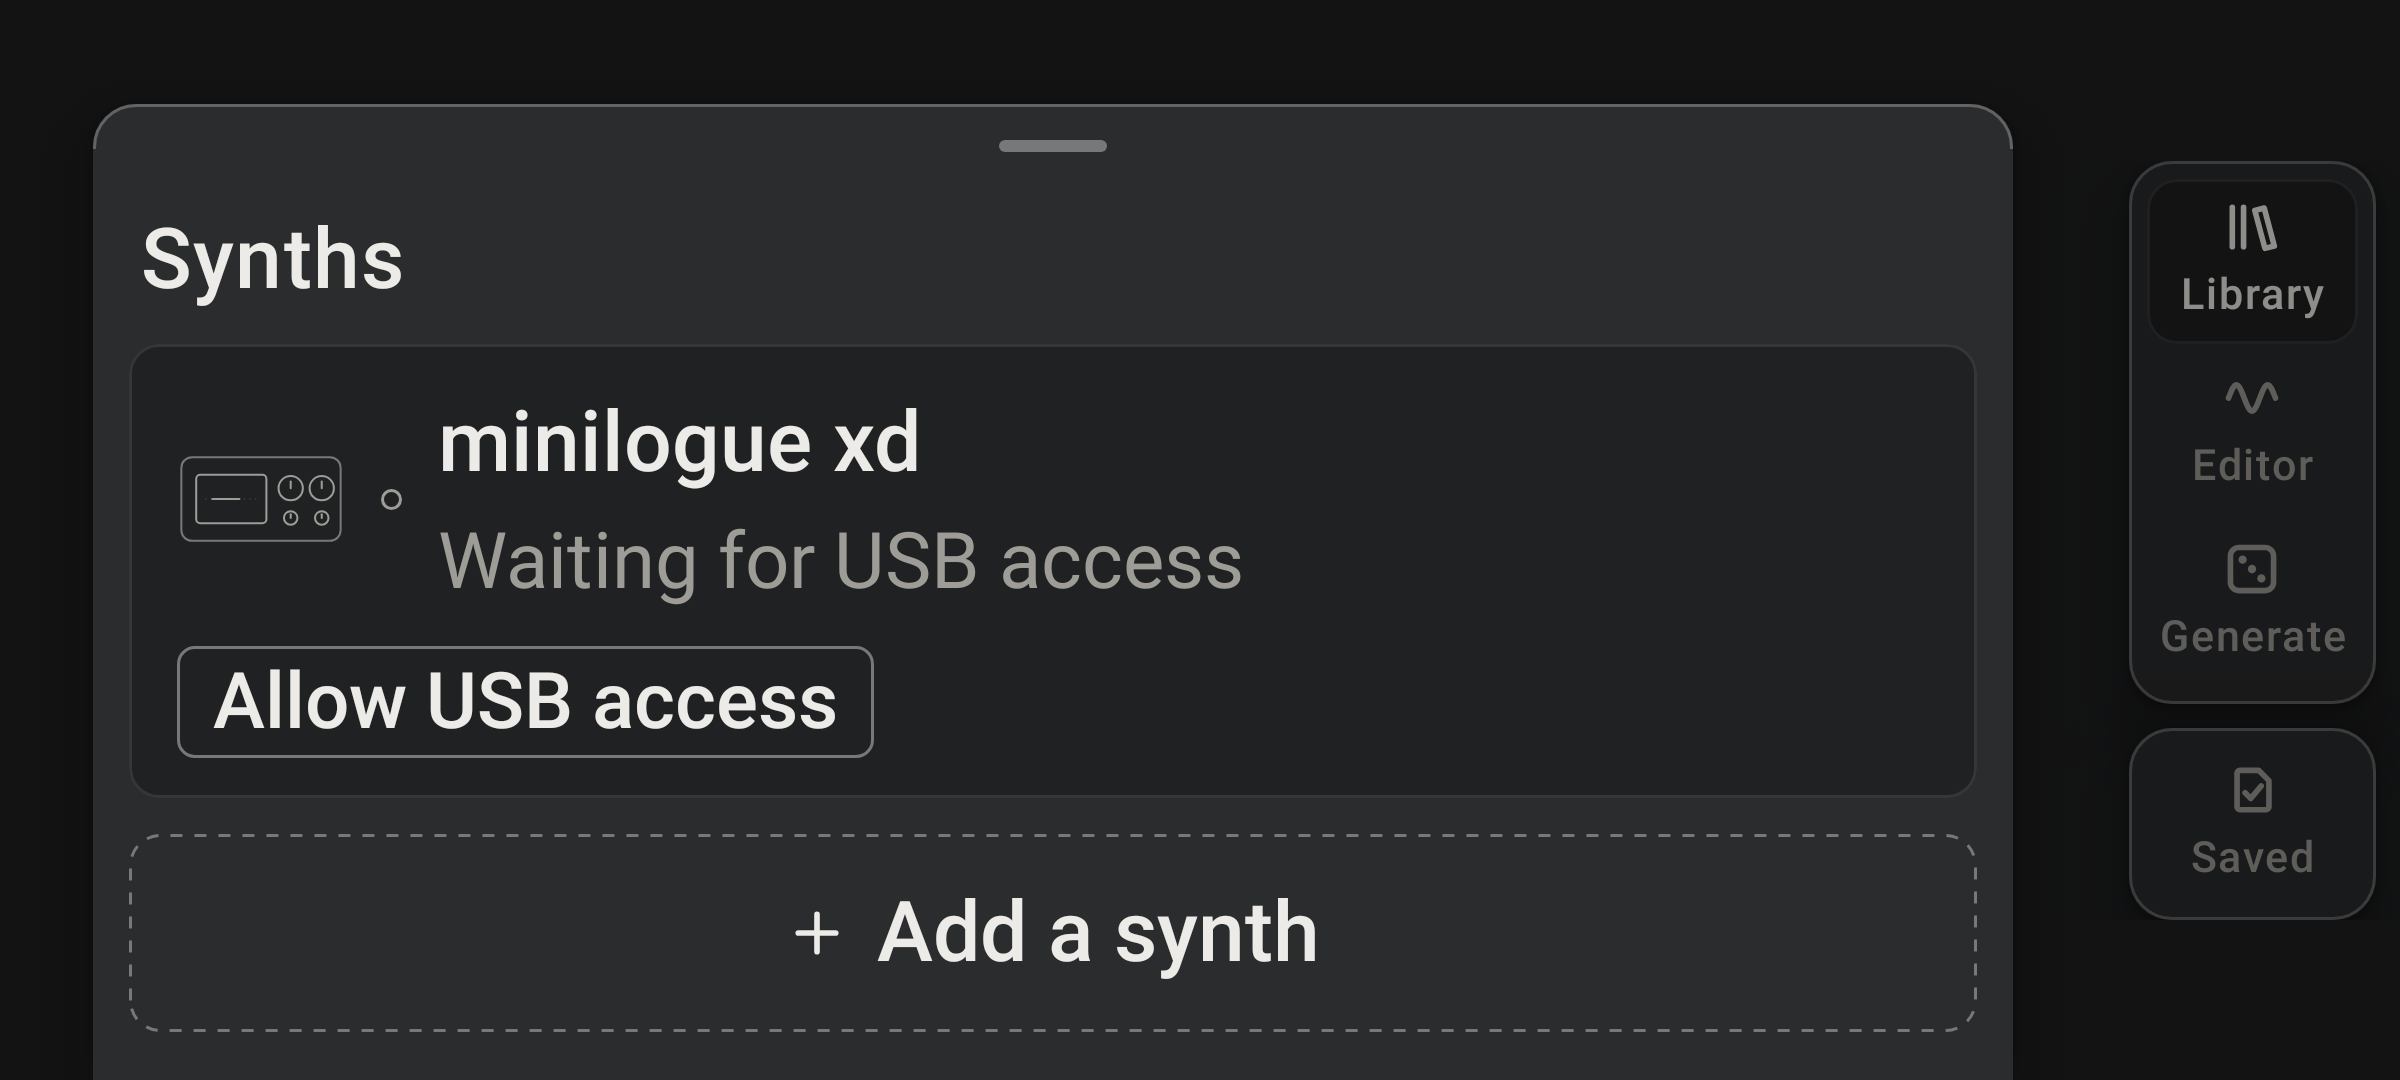 Synths
minilogue xd
Waiting for USB access
Allow USB access
+ Add a synth
Library
Editor
Generate
Saved